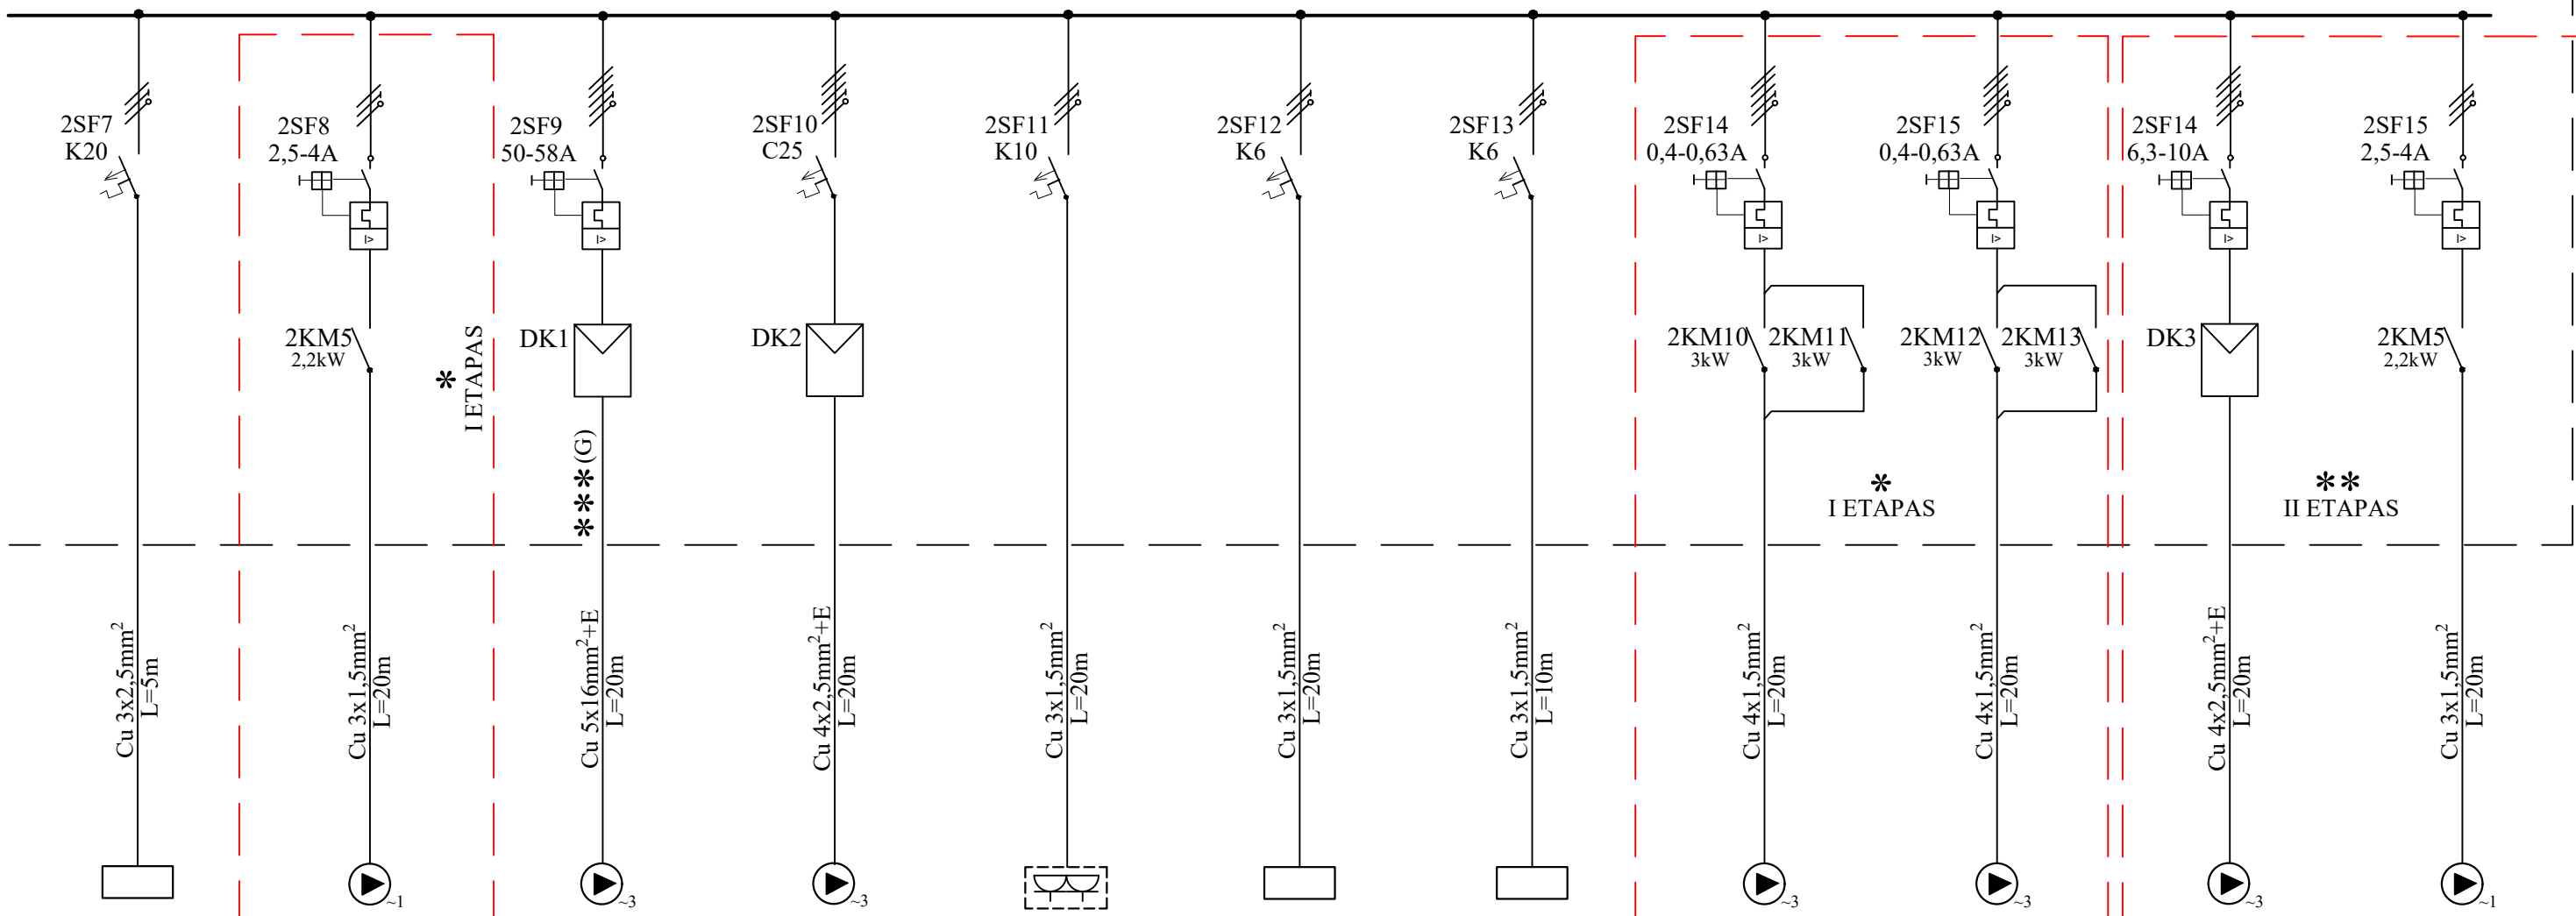 2SF7
K20
2SF8
2,5-4A
2SF9
50-58A
2SF10
C25
2SF11
K10
2SF12
K6
2SF13
K6
2SF14
0,4-0,63A
2SF15
0,4-0,63A
2SF14
6,3-10A
2SF15
2,5-4A
I>
I>
I>
I>
I>
I>
2KM5
2,2kW
* I ETAPAS
DK1
DK2
2KM10
3kW
2KM11
3kW
2KM12
3kW
2KM13
3kW
DK3
2KM5
2,2kW
***(G)
*
I ETAPAS
**
II ETAPAS
Cu 3x2,5mm²
L=5m
Cu 3x1,5mm²
L=20m
Cu 5x16mm²+E
L=20m
Cu 4x2,5mm²+E
L=20m
Cu 3x1,5mm²
L=20m
Cu 3x1,5mm²
L=20m
Cu 3x1,5mm²
L=10m
Cu 4x1,5mm²
L=20m
Cu 4x1,5mm²
L=20m
Cu 4x2,5mm²+E
L=20m
Cu 3x1,5mm²
L=20m
~1
~3
~3
~3
~3
~3
~1